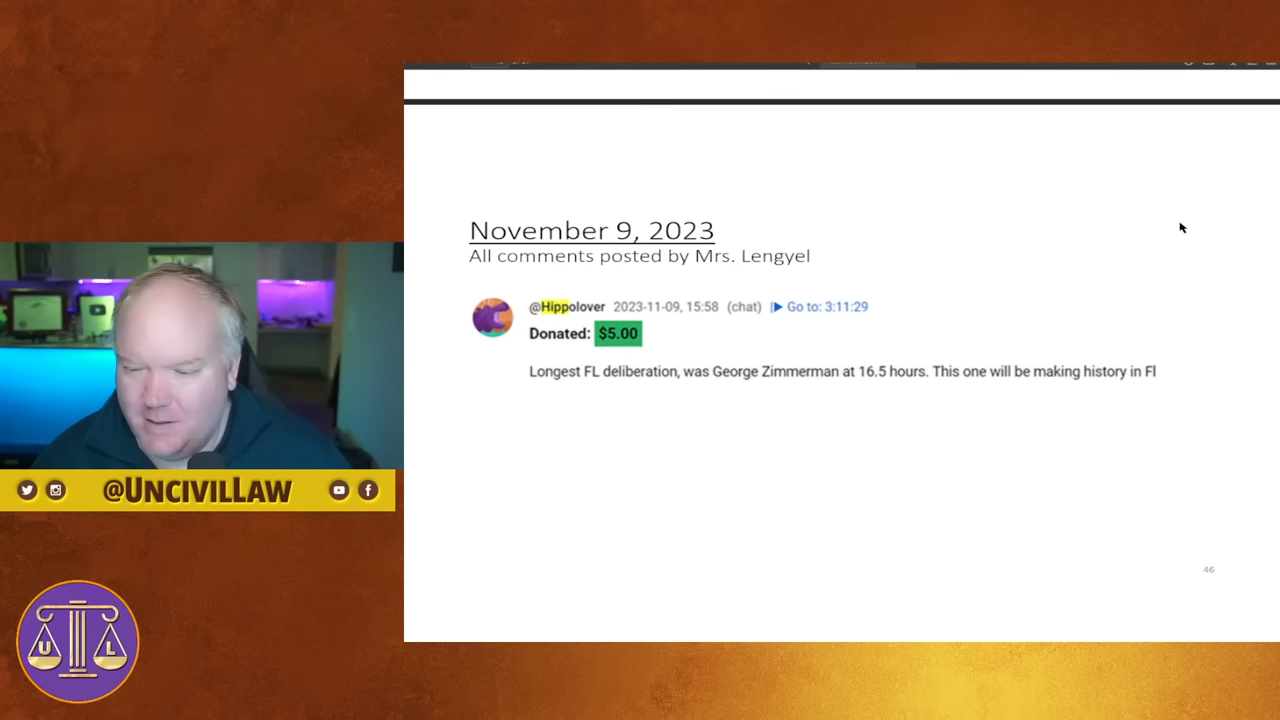 November 9, 2023
All comments posted by Mrs. Lengyel
@Hippolover 2023-11-09, 15:58 (chat) Go to: 3:11:29
Donated: $5.00
Longest FL deliberation, was George Zimmerman at 16.5 hours. This one will be making history in Fl
46
@UNCIVILLAW
U L